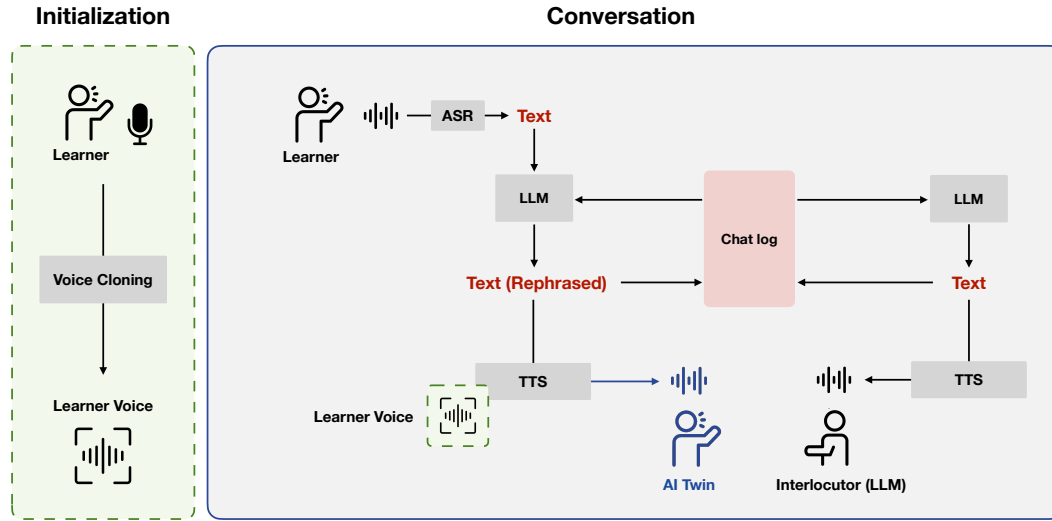 Initialization
Conversation
Learner
Voice Cloning
Learner Voice
Learner
ASR
Text
LLM
Chat log
LLM
Text (Rephrased)
Text
TTS
TTS
Learner Voice
AI Twin
Interlocutor (LLM)